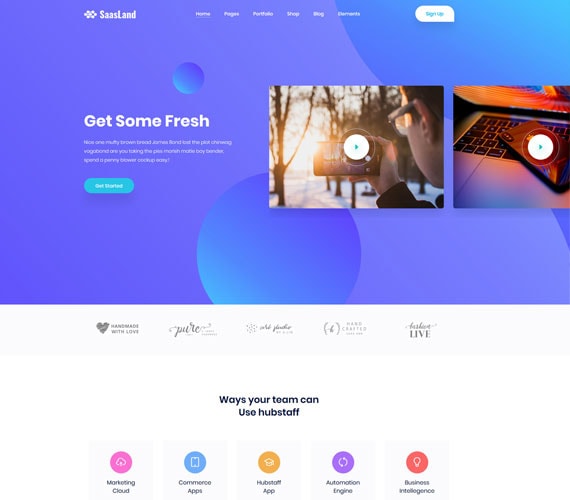 SaasLand
Home Pages Portfolio Shop Blog Elements
Sign Up
Get Some Fresh
Nice one mufty brown bread James Bond lost the plot chinwag
vagabond are you taking the piss morish matie boy bender,
spend a penny blower cockup easy!
Get Started
HANDMADE
WITH LOVE
pure
HAND
CRAFTED
fashion
LIVE
Ways your team can
Use hubstaff
Marketing
Cloud
Commerce
Apps
Hubstaff
App
Automation
Engine
Business
Intellegence